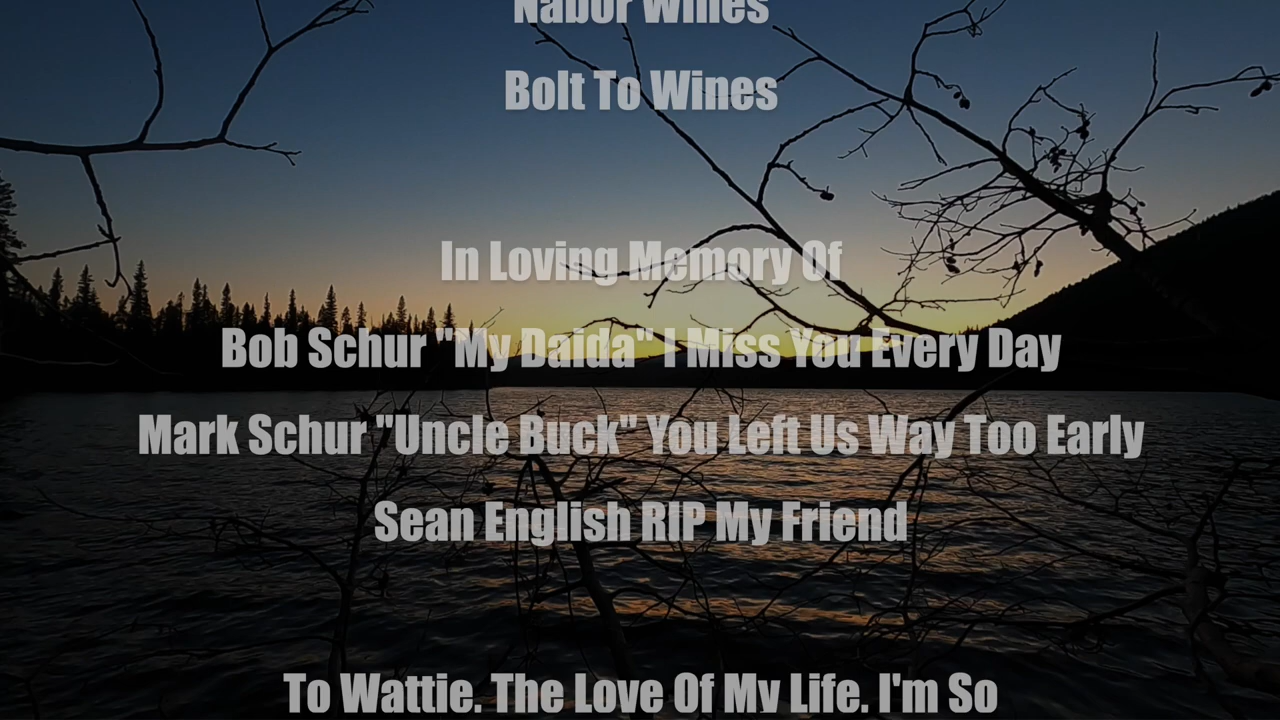 Nabor Wines
Bolt To Wines
In Loving Memory Of
Bob Schur "My Daida" I Miss You Every Day
Mark Schur "Uncle Buck" You Left Us Way Too Early
Sean English RIP My Friend
To Wattie. The Love Of My Life. I'm So